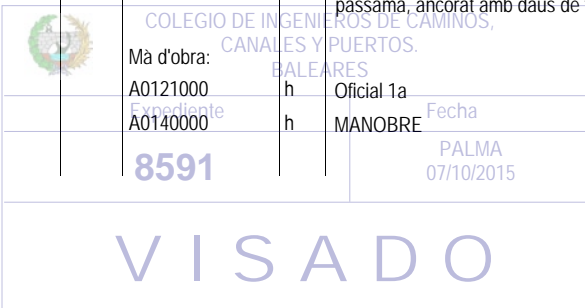 passamà, ancorat amb daus de
COLEGIO DE INGENIEROS DE CAMINOS,
CANALES Y PUERTOS.
Mà d'obra:
BALEARES
A0121000 h Oficial 1a
Expediente Fecha
A0140000 h MANOBRE
8591 PALMA
07/10/2015
VISADO